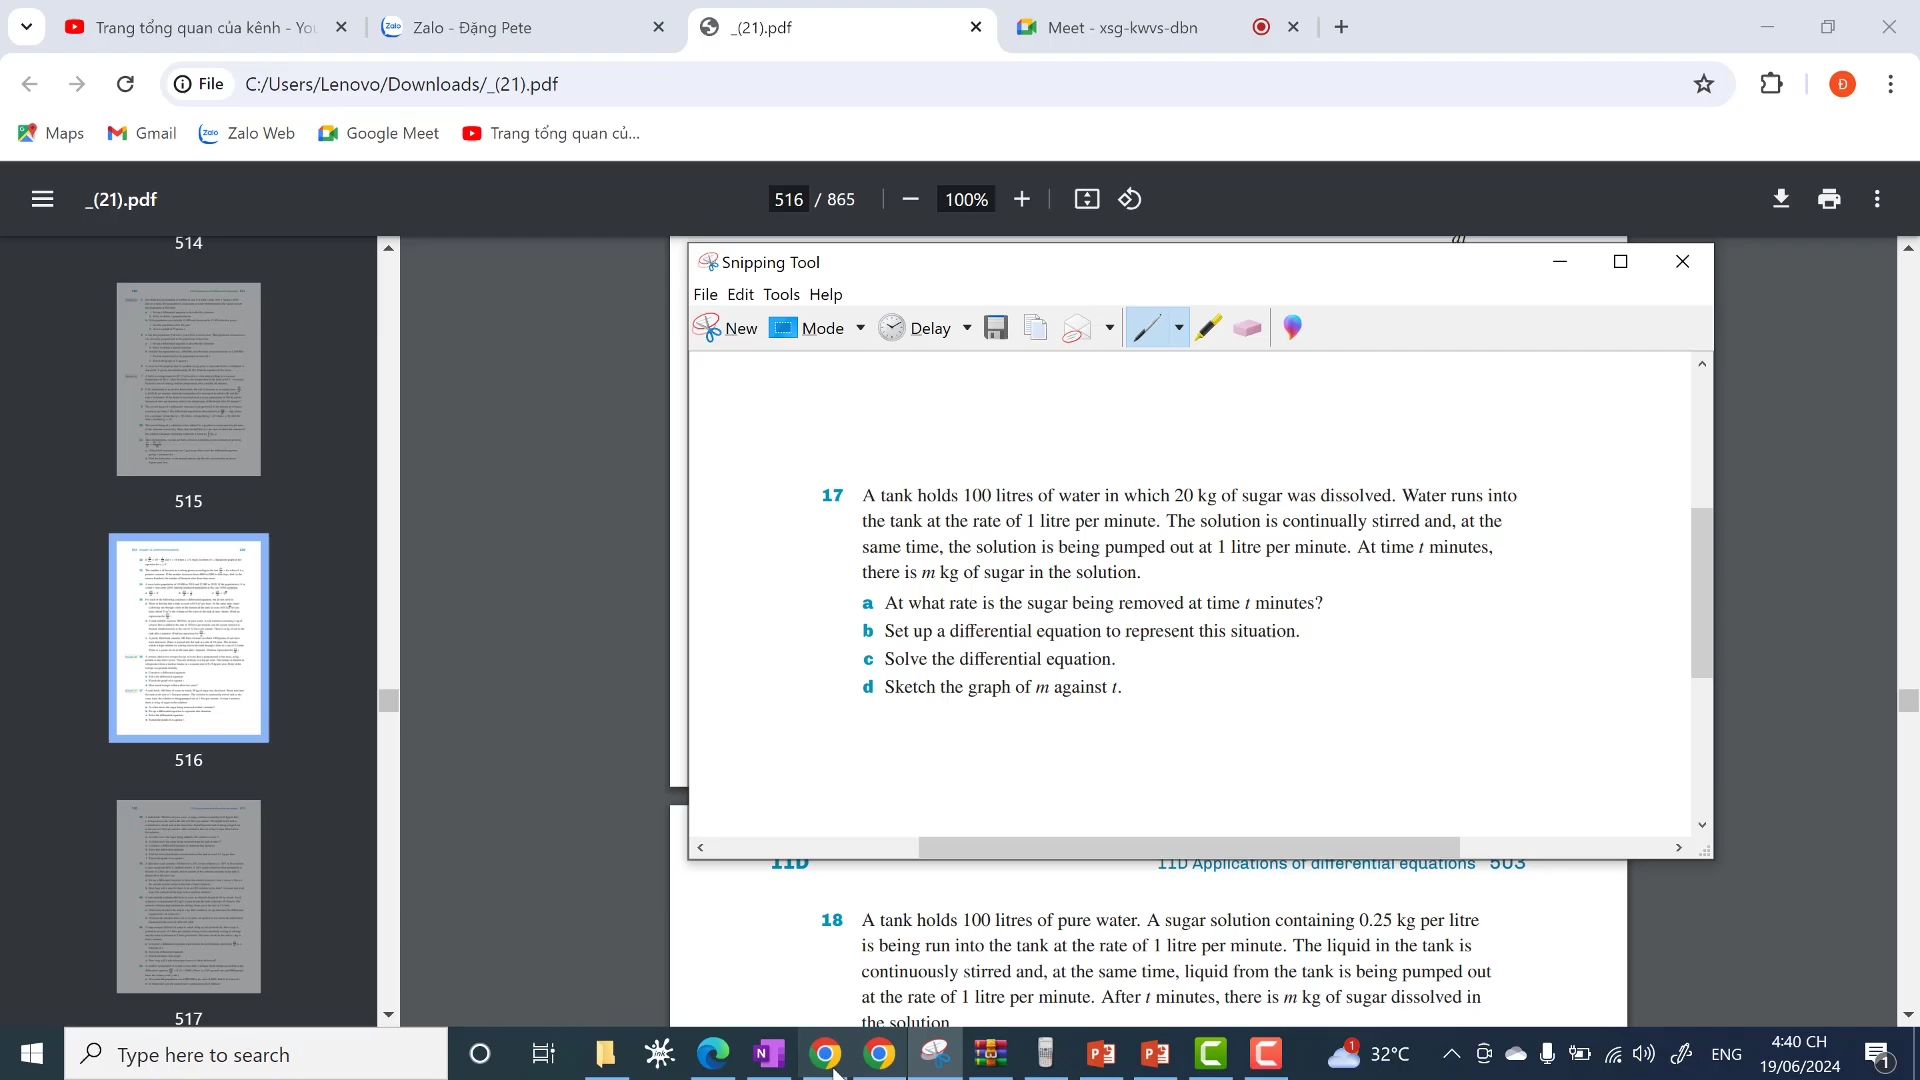 Trang tổng quan của kênh - You
Zalo - Đặng Pete
_(21).pdf
Meet - xsg-kwvs-dbn
File
C:/Users/Lenovo/Downloads/_(21).pdf
Đ
Maps
Gmail
Zalo Web
Google Meet
Trang tổng quan củ...
_(21).pdf
516 / 865
100%
514
515
516
517
Snipping Tool
File Edit Tools Help
New Mode Delay
17 A tank holds 100 litres of water in which 20 kg of sugar was dissolved. Water runs into
the tank at the rate of 1 litre per minute. The solution is continually stirred and, at the
same time, the solution is being pumped out at 1 litre per minute. At time t minutes,
there is m kg of sugar in the solution.
a At what rate is the sugar being removed at time t minutes?
b Set up a differential equation to represent this situation.
c Solve the differential equation.
d Sketch the graph of m against t.
11D
11D Applications of differential equations 503
18 A tank holds 100 litres of pure water. A sugar solution containing 0.25 kg per litre
is being run into the tank at the rate of 1 litre per minute. The liquid in the tank is
continuously stirred and, at the same time, liquid from the tank is being pumped out
at the rate of 1 litre per minute. After t minutes, there is m kg of sugar dissolved in
the solution
Type here to search
1
32°C
ENG
4:40 CH
19/06/2024
1